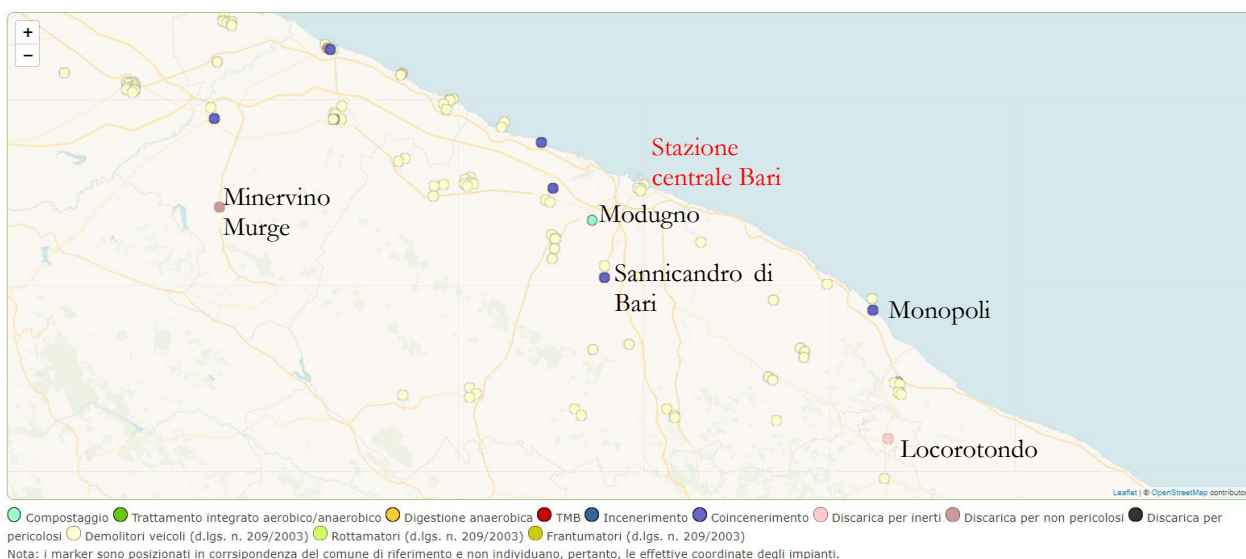 +
−
Stazione
centrale Bari
Minervino
Murge
Modugno
Sannicandro di
Bari
Monopoli
Locorotondo
Leaflet | © OpenStreetMap contributor
Compostaggio Trattamento integrato aerobico/anaerobico Digestione anaerobica TMB Incenerimento Coincenerimento Discarica per inerti Discarica per non pericolosi Discarica per
pericolosi Demolitori veicoli (d.lgs. n. 209/2003) Rottamatori (d.lgs. n. 209/2003) Frantumatori (d.lgs. n. 209/2003)
Nota: i marker sono posizionati in corrsipondenza del comune di riferimento e non individuano, pertanto, le effettive coordinate degli impianti.